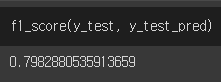 f1_score(y_test, y_test_pred)
0.7982880535913659